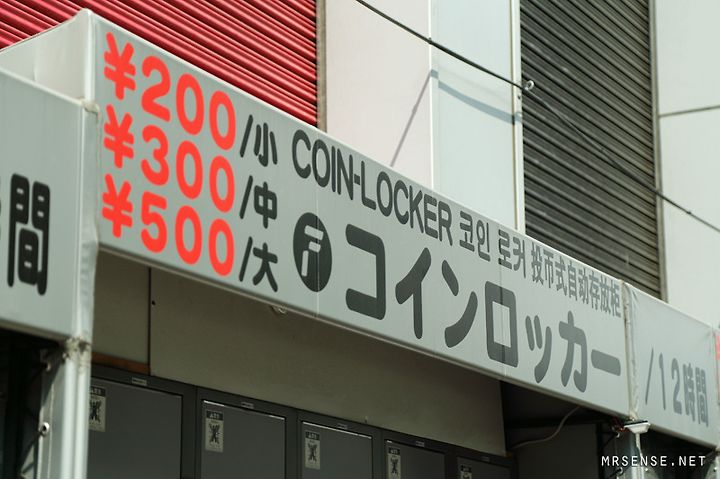 間
¥200/小
¥300/中
¥500/大
COIN-LOCKER 코인 로커 投币式自动存放柜
コインロッカー
/12時間
MRSENSE.NET